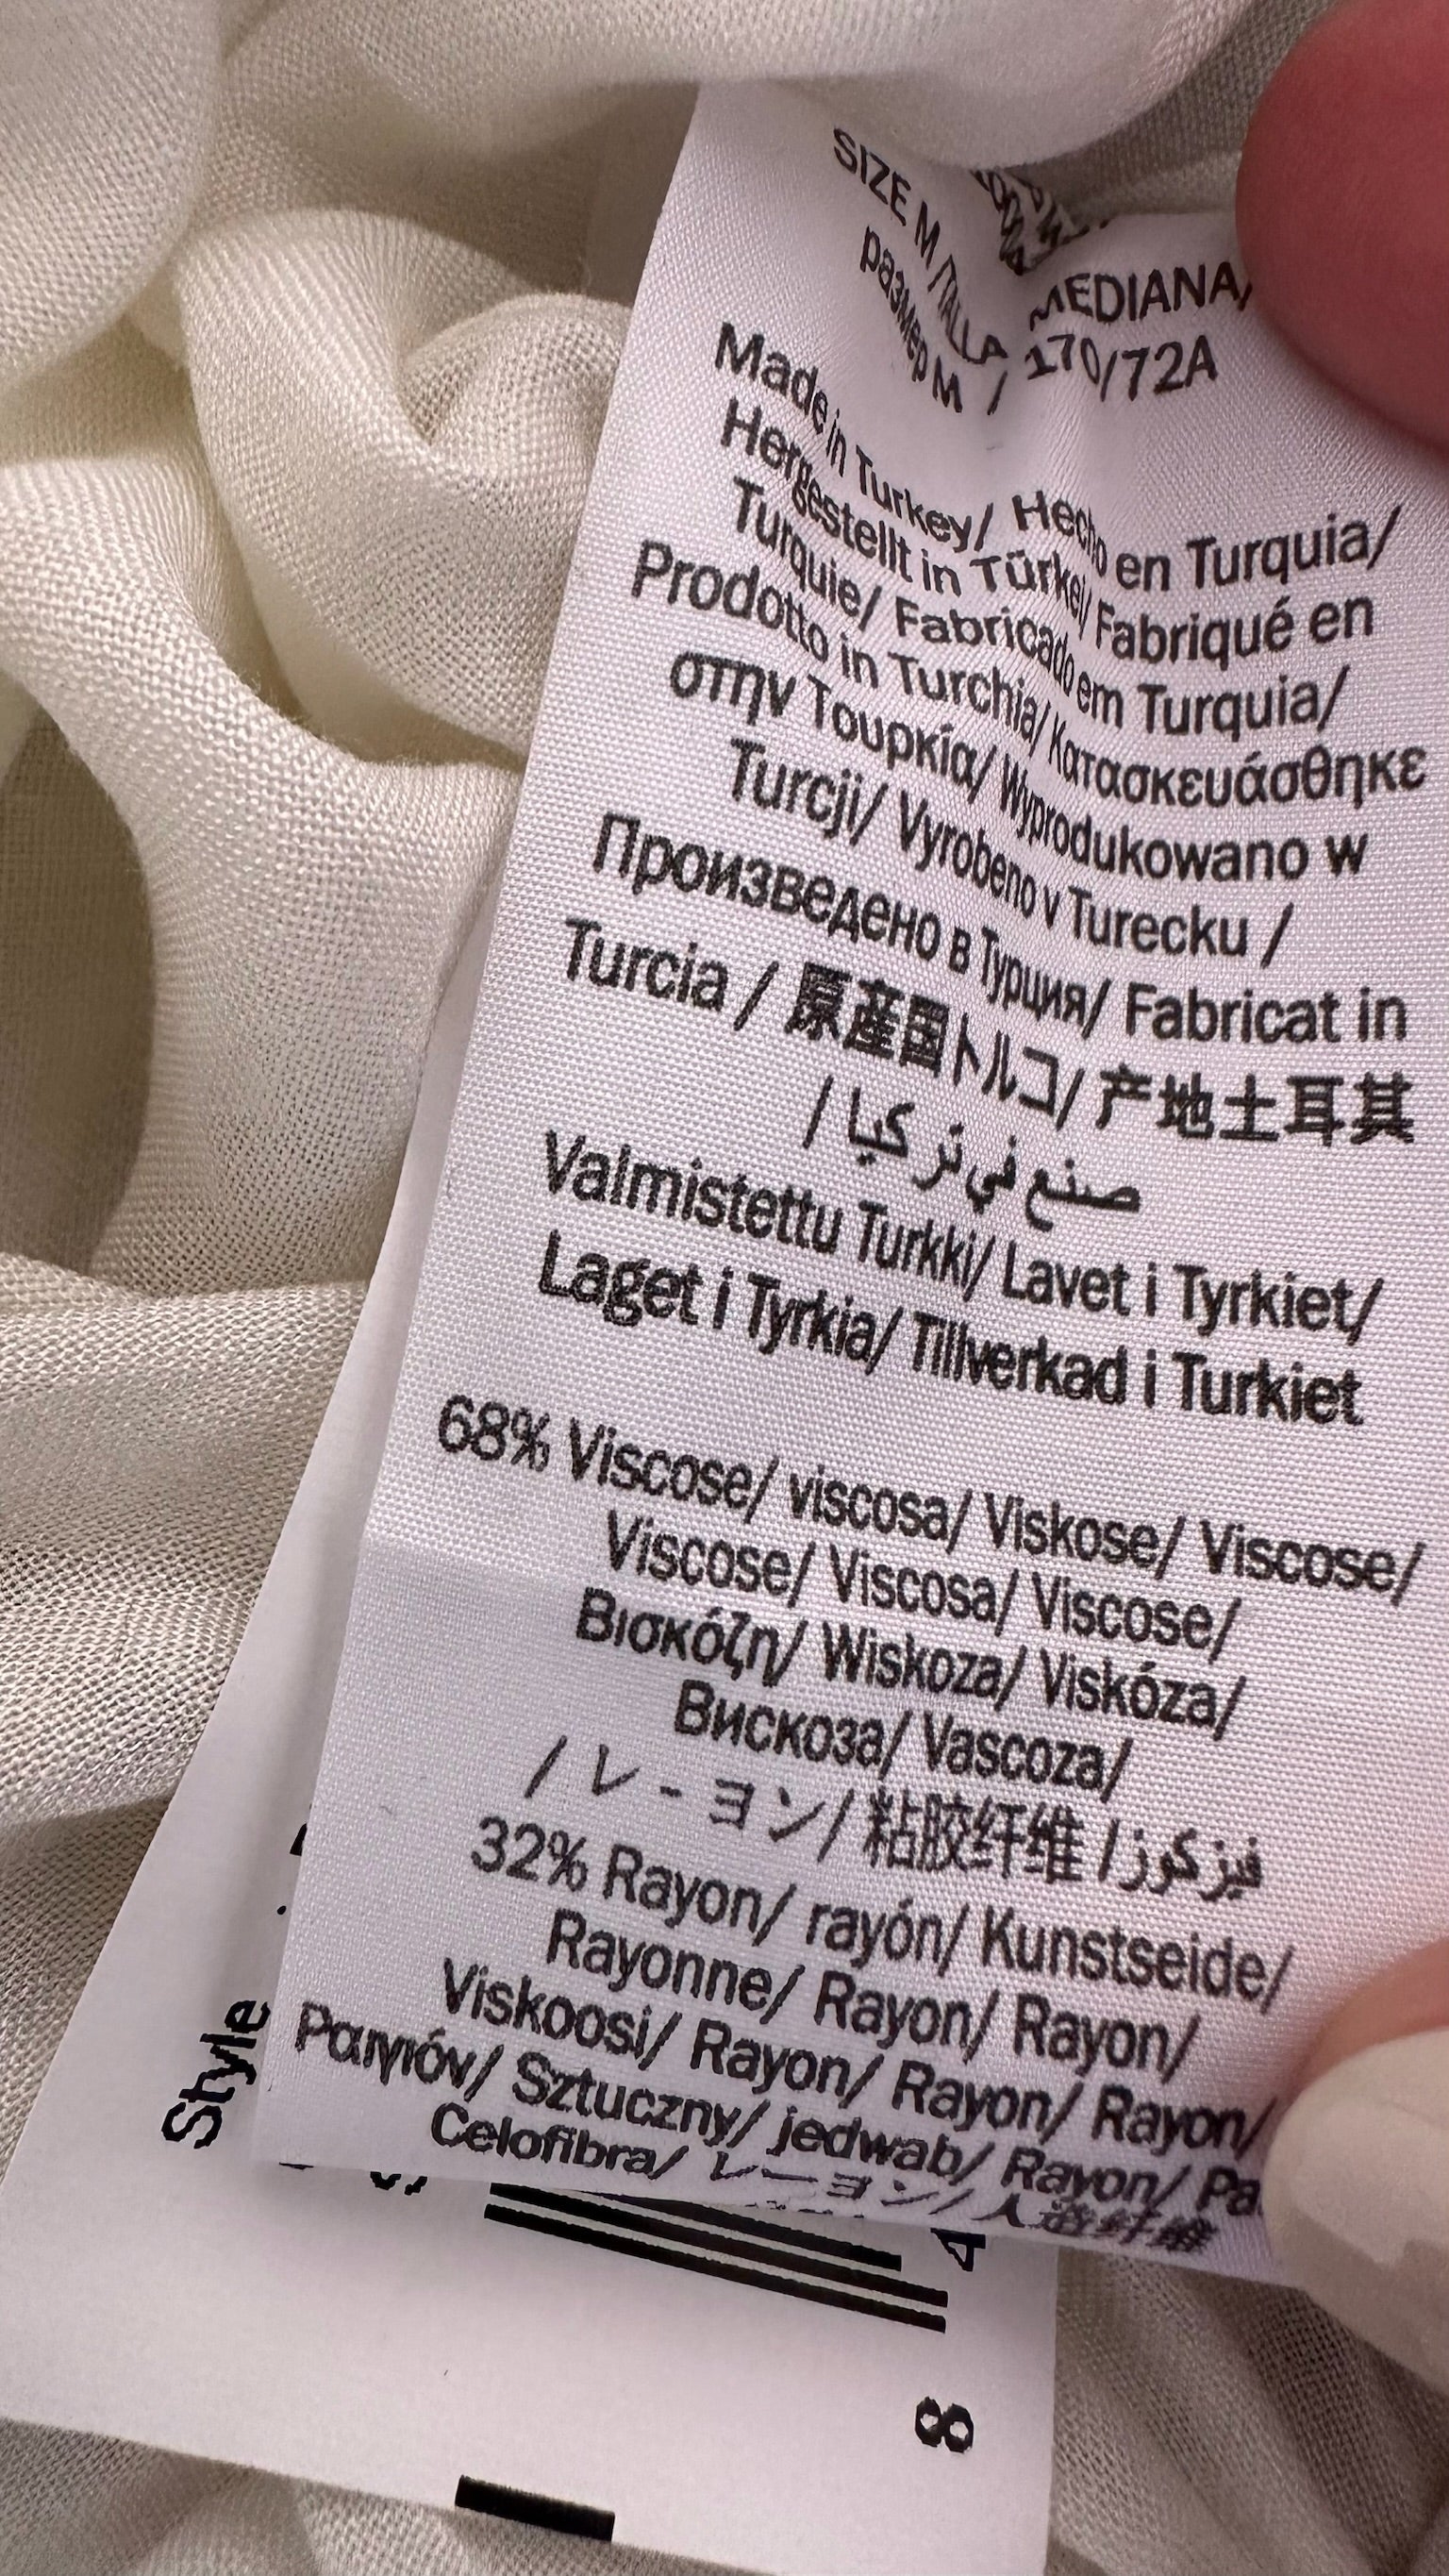 SIZE M /TALLA MEDIANA/
размер M / 170/72A
Made in Turkey/ Hecho en Turquia/
Hergestellt in Türkei/ Fabriqué en
Turquie/ Fabricado em Turquia/
Prodotto in Turchia/ Κατασκευάσθηκε
στην Τουρκία/ Wyprodukowano w
Turcji/ Vyrobeno v Turecku /
Произведено в Турция/ Fabricat in
Turcia / 原産国トルコ/ 产地土耳其
صنع في تركيا /
Valmistettu Turkki/ Lavet i Tyrkiet/
Laget i Tyrkia/ Tillverkad i Turkiet
68% Viscose/ viscosa/ Viskose/ Viscose/
Viscose/ Viscosa/ Viscose/
Βισκόζη/ Wiskoza/ Viskóza/
Вискоза/ Vascoza/
/ レ - ヨン/ 粘胶纤维 / فيزكوز
32% Rayon/ rayón/ Kunstseide/
Rayonne/ Rayon/ Rayon/
Viskoosi/ Rayon/ Rayon/ Rayon/
Ραιγιόν/ Sztuczny/ jedwab/ Rayon/
Celofibra/ レーヨン/ 人造纤维
Style
8